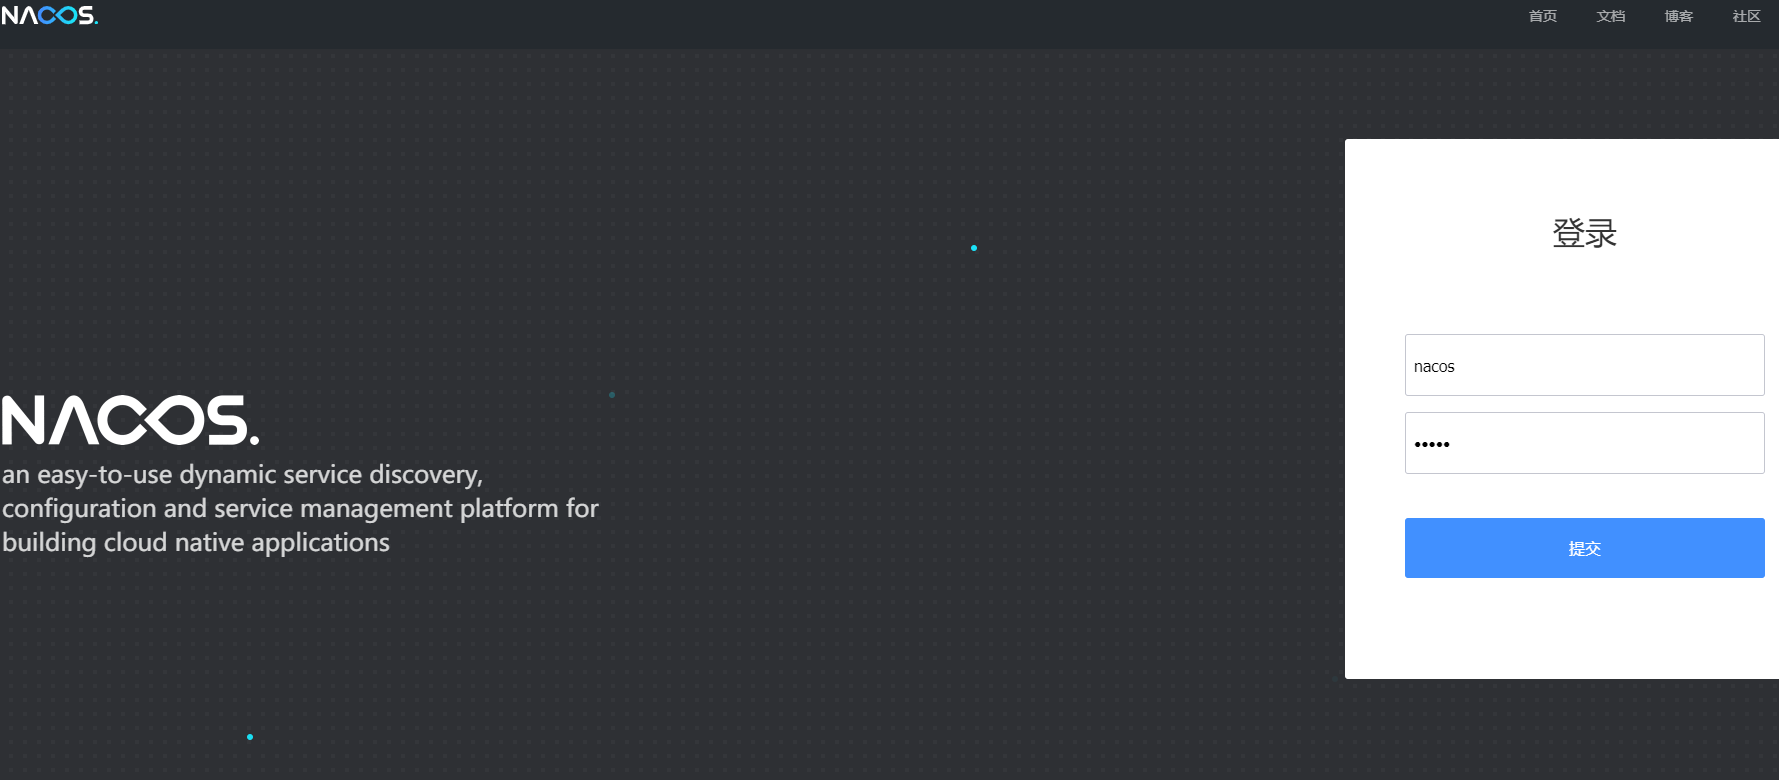 NACOS.
首页 文档 博客 社区
登录
nacos
•••••
提交
NACOS.
an easy-to-use dynamic service discovery,
configuration and service management platform for
building cloud native applications